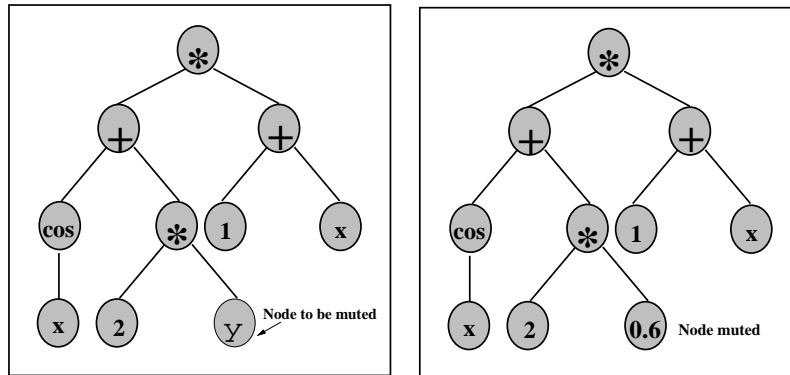 *
+ +
cos * 1 x
x 2 Y Node to be muted
*
+ +
cos * 1 x
x 2 0.6 Node muted